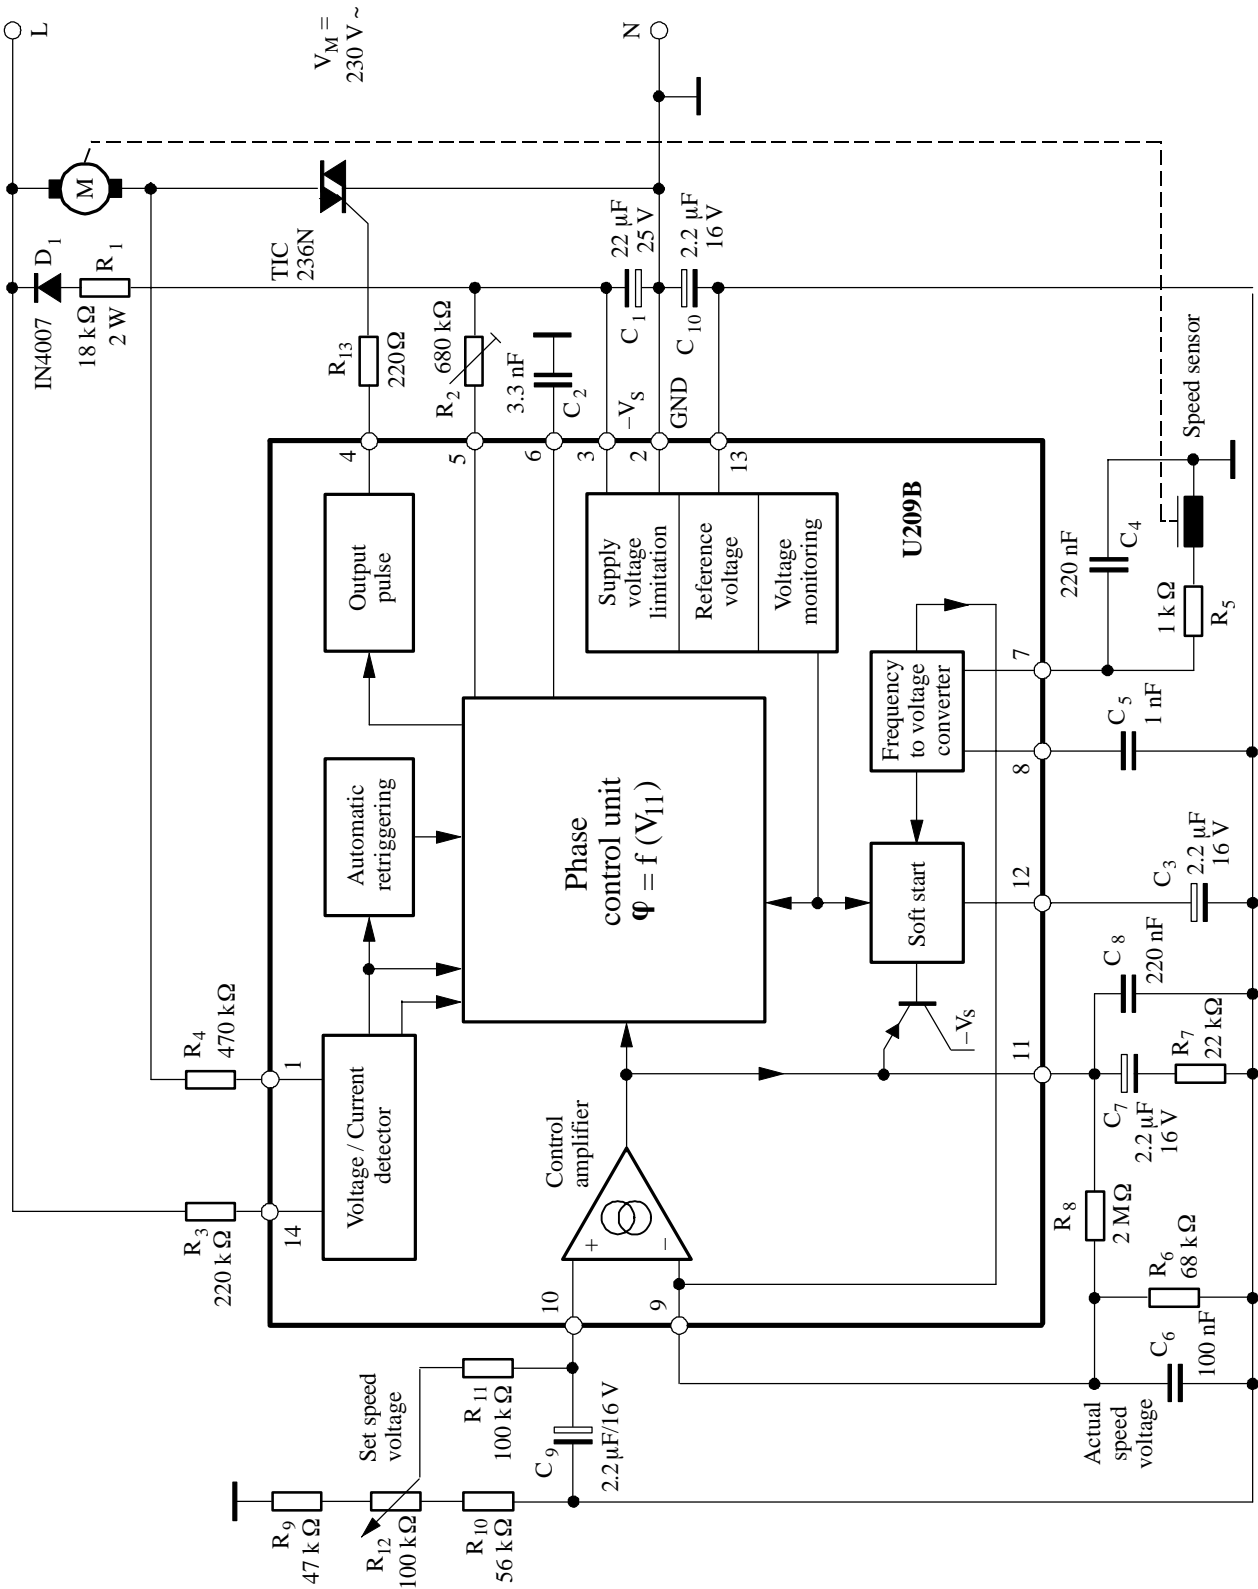 L
V_M =
230 V ~
N
M
D_1
IN4007
R_1
18 kΩ
2 W
TIC
236N
R_13
220Ω
R_2
680 kΩ
3.3 nF
C_2
C_1
22 µF
25 V
C_10
2.2 µF
16 V
–V_S
GND
4
5
6
3
2
13
Output
pulse
Supply
voltage
limitation
Reference
voltage
Voltage
monitoring
U209B
Speed sensor
220 nF
C_4
1 kΩ
R_5
7
C_5
1 nF
8
Frequency
to voltage
converter
Automatic
retriggering
Phase
control unit
φ = f (V_11)
Soft start
12
C_3
2.2 µF
16 V
–V_S
C_8
220 nF
11
R_7
22 kΩ
C_7
2.2 µF
16 V
R_4
470 kΩ
1
Voltage / Current
detector
R_3
220 kΩ
14
Control
amplifier
+
–
R_8
2 MΩ
R_6
68 kΩ
C_6
100 nF
10
9
Actual
speed
voltage
Set speed
voltage
R_11
100 kΩ
C_9
2.2 µF/16 V
R_9
47 kΩ
R_12
100 kΩ
R_10
56 kΩ